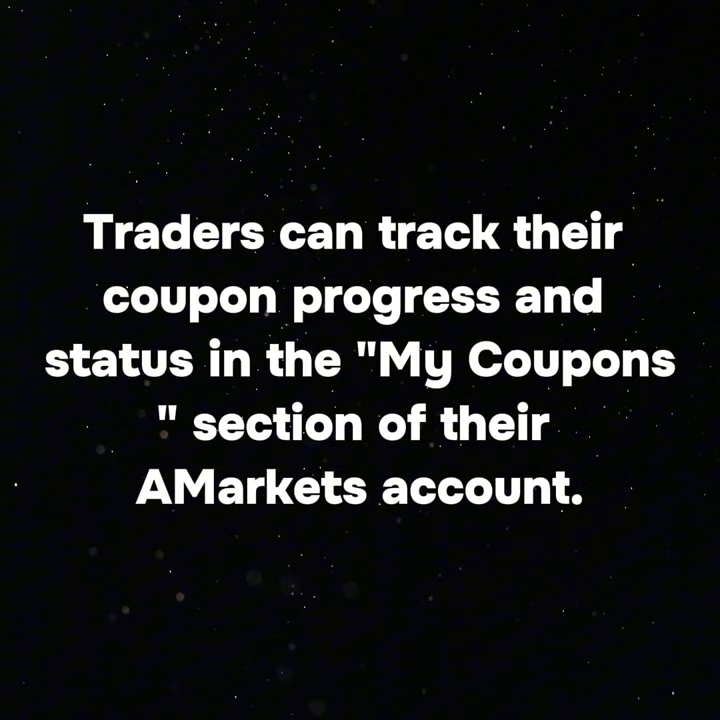 Traders can track their
coupon progress and
status in the "My Coupons
" section of their
AMarkets account.